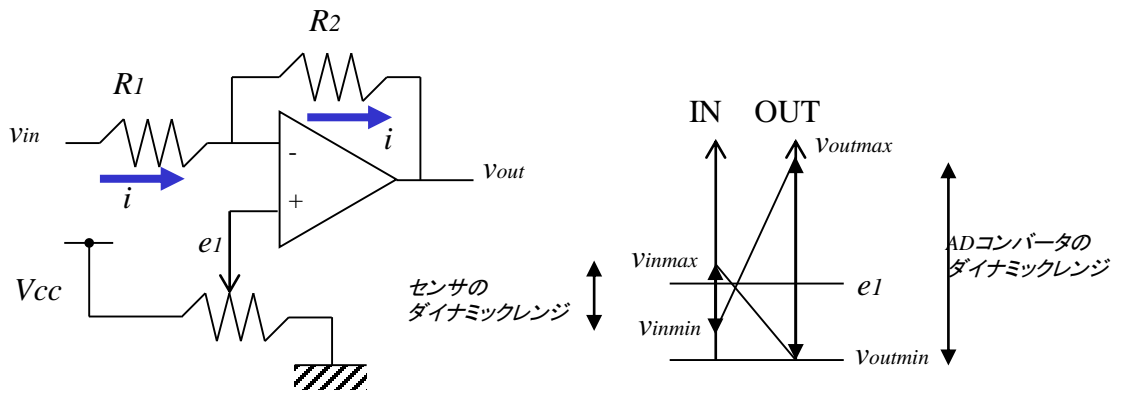 R2
R1
vin
i
i
-
+
vout
e1
Vcc
IN OUT
voutmax
vinmax
vinmin
e1
voutmin
センサの
ダイナミックレンジ
ADコンバータの
ダイナミックレンジ